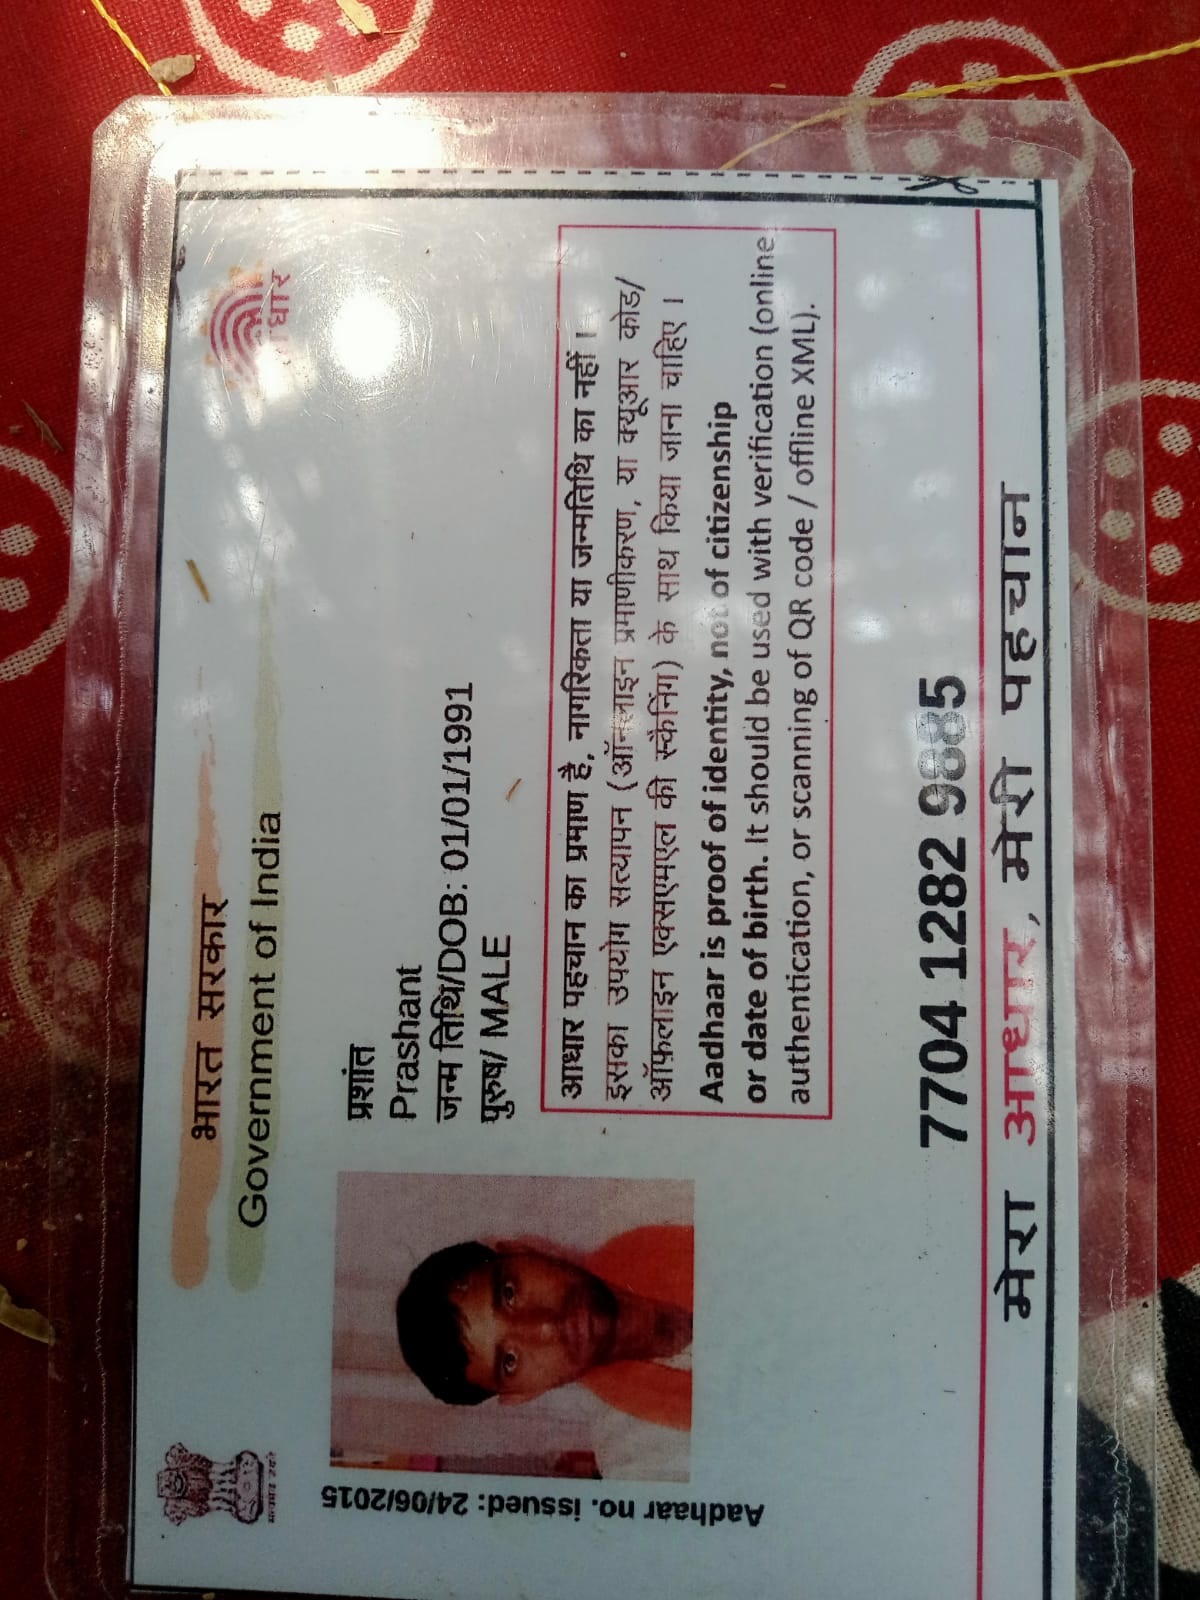 भारत सरकार
Government of India
प्रशांत
Prashant
जन्म तिथि/DOB: 01/01/1991
पुरुष/ MALE
Aadhaar no. issued: 24/06/2015
आधार पहचान का प्रमाण है, नागरिकता या जन्मतिथि का नहीं ।
इसका उपयोग सत्यापन (ऑनलाइन प्रमाणीकरण, या क्यूआर कोड/
ऑफ़लाइन एक्सएमएल की स्कैनिंग) के साथ किया जाना चाहिए ।
Aadhaar is proof of identity, not of citizenship
or date of birth. It should be used with verification (online
authentication, or scanning of QR code / offline XML).
7704 1282 9885
मेरा आधार, मेरी पहचान